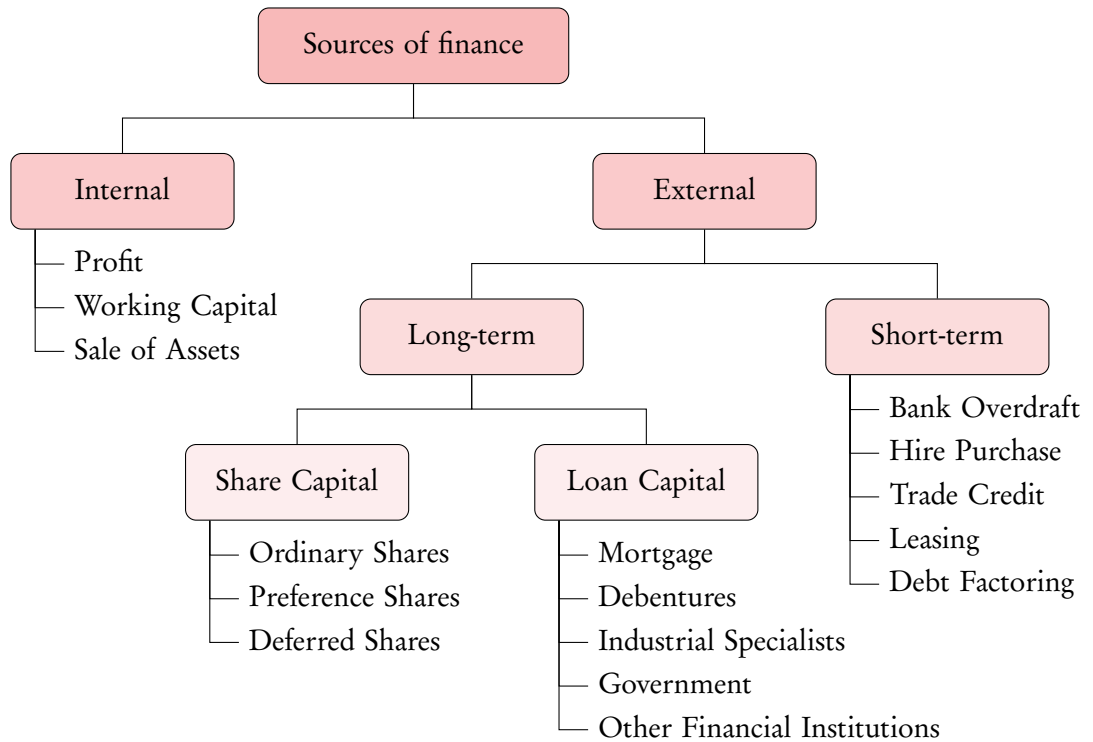 Sources of finance
Internal
Profit
Working Capital
Sale of Assets
External
Long-term
Share Capital
Ordinary Shares
Preference Shares
Deferred Shares
Loan Capital
Mortgage
Debentures
Industrial Specialists
Government
Other Financial Institutions
Short-term
Bank Overdraft
Hire Purchase
Trade Credit
Leasing
Debt Factoring